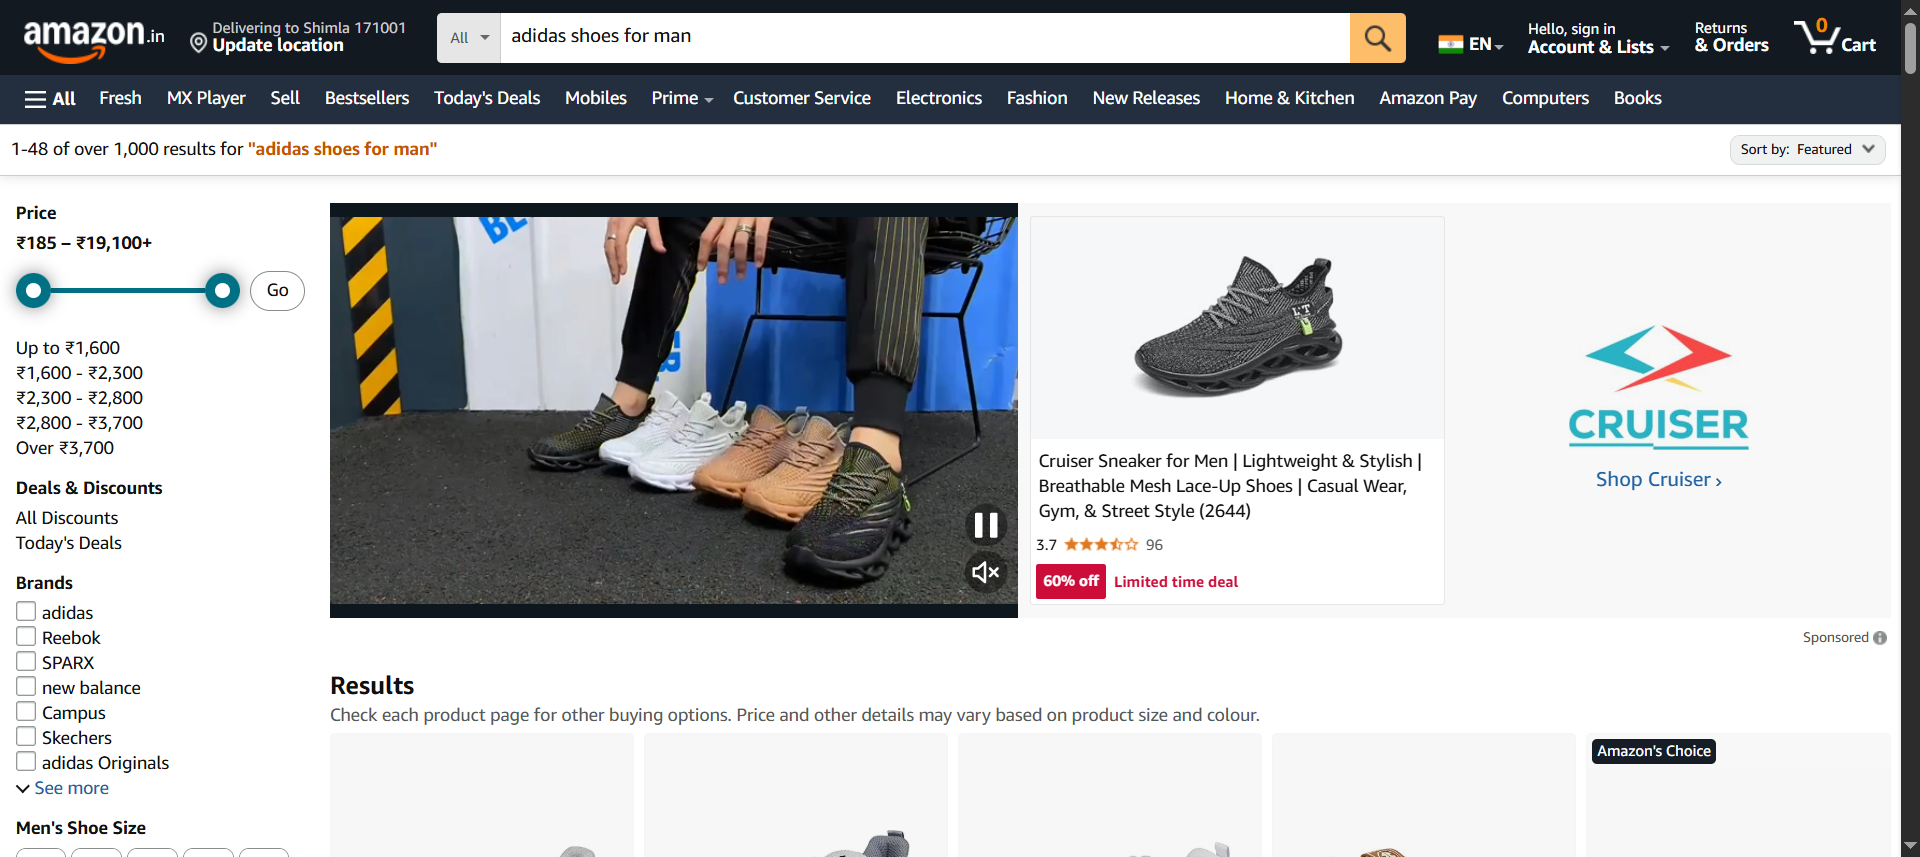 amazon.in
Delivering to Shimla 171001
Update location
All
adidas shoes for man
EN
Hello, sign in
Account & Lists
Returns
& Orders
0
Cart
All
Fresh
MX Player
Sell
Bestsellers
Today's Deals
Mobiles
Prime
Customer Service
Electronics
Fashion
New Releases
Home & Kitchen
Amazon Pay
Computers
Books
1-48 of over 1,000 results for "adidas shoes for man"
Sort by: Featured
Price
₹185 – ₹19,100+
Go
Up to ₹1,600
₹1,600 - ₹2,300
₹2,300 - ₹2,800
₹2,800 - ₹3,700
Over ₹3,700
Deals & Discounts
All Discounts
Today's Deals
Brands
adidas
Reebok
SPARX
new balance
Campus
Skechers
adidas Originals
See more
Men's Shoe Size
BE
Cruiser Sneaker for Men | Lightweight & Stylish |
Breathable Mesh Lace-Up Shoes | Casual Wear,
Gym, & Street Style (2644)
3.7
96
60% off
Limited time deal
CRUISER
Shop Cruiser ›
Sponsored
Results
Check each product page for other buying options. Price and other details may vary based on product size and colour.
Amazon's Choice